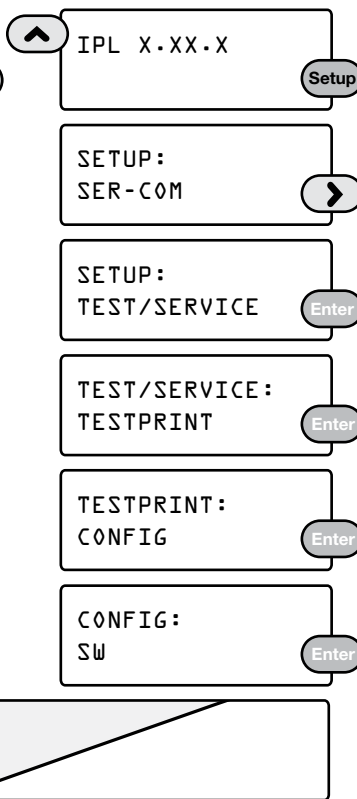 IPL X.XX.X
Setup
SETUP:
SER-COM
SETUP:
TEST/SERVICE
Enter
TEST/SERVICE:
TESTPRINT
Enter
TESTPRINT:
CONFIG
Enter
CONFIG:
SW
Enter